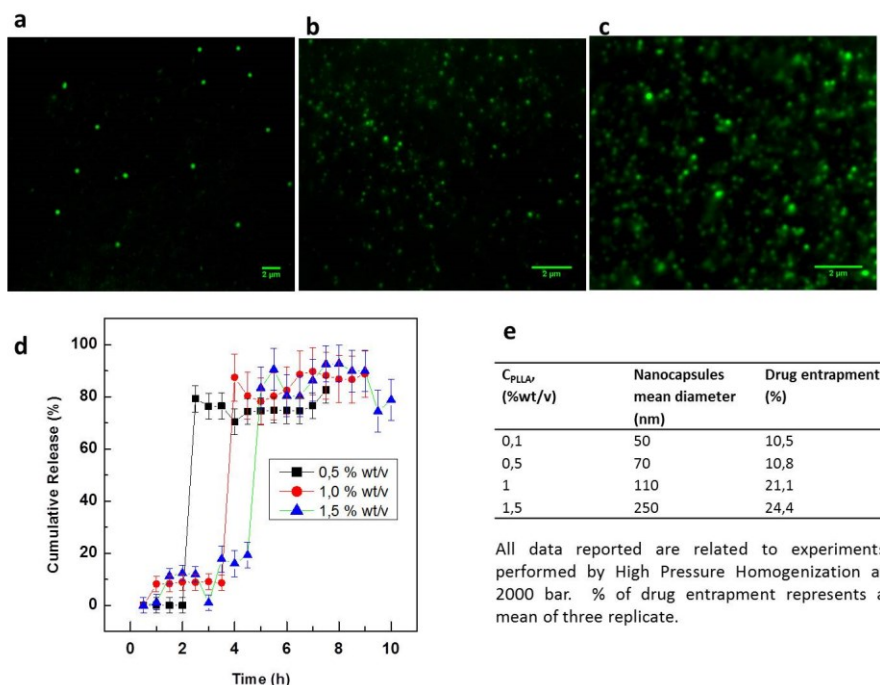 a
b
c
2 µm
2 µm
2 µm
d
Cumulative Release (%)
100
80
60
40
20
0
0,5 % wt/v
1,0 % wt/v
1,5 % wt/v
0 2 4 6 8 10
Time (h)
e
C PLLA, Nanocapsules Drug entrapment
(%wt/v) mean diameter (%)
(nm)
0,1 50 10,5
0,5 70 10,8
1 110 21,1
1,5 250 24,4
All data reported are related to experiments
performed by High Pressure Homogenization a
2000 bar. % of drug entrapment represents a
mean of three replicate.